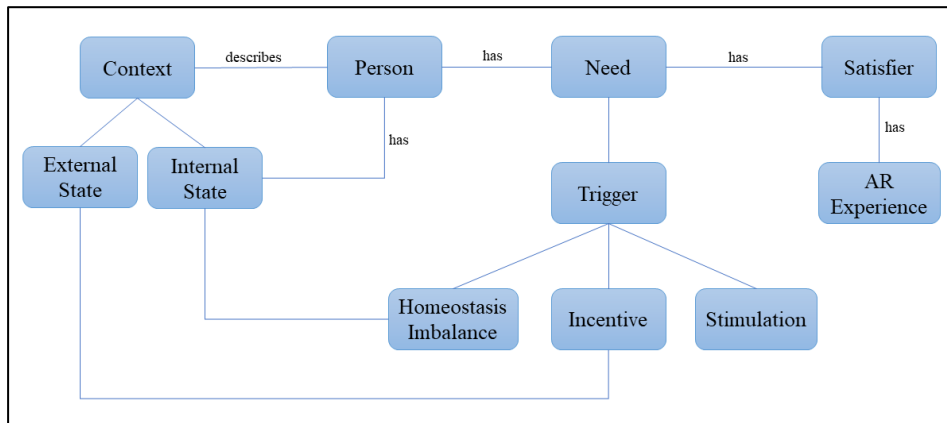 describes
has
has
Context
Person
Need
Satisfier
has
has
External
State
Internal
State
Trigger
AR
Experience
Homeostasis
Imbalance
Incentive
Stimulation